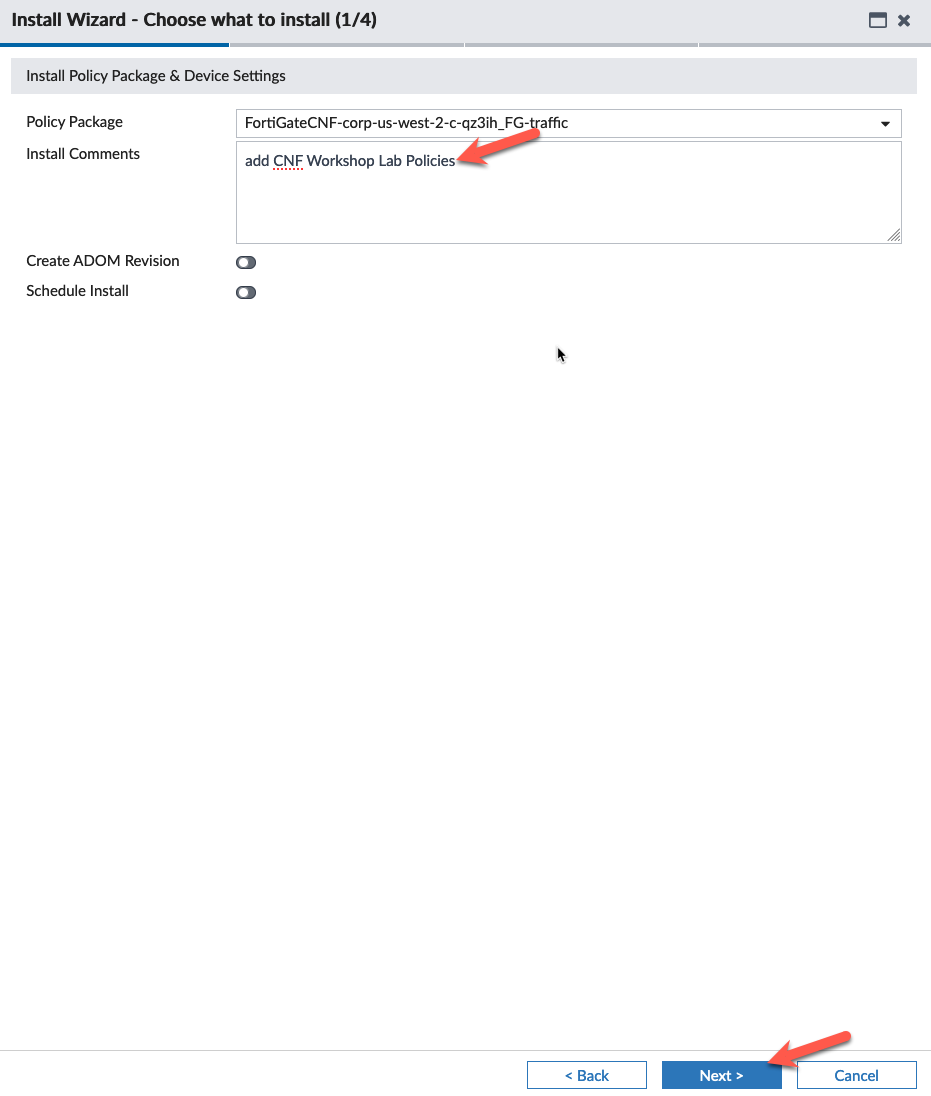 Install Wizard - Choose what to install (1/4)
Install Policy Package & Device Settings
Policy Package
FortiGateCNF-corp-us-west-2-c-qz3ih_FG-traffic
Install Comments
add CNF Workshop Lab Policies
Create ADOM Revision
Schedule Install
< Back
Next >
Cancel